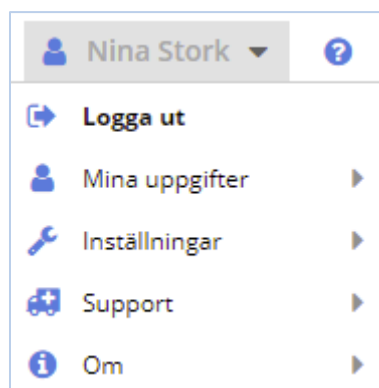 Nina Stork
Logga ut
Mina uppgifter
Inställningar
Support
Om